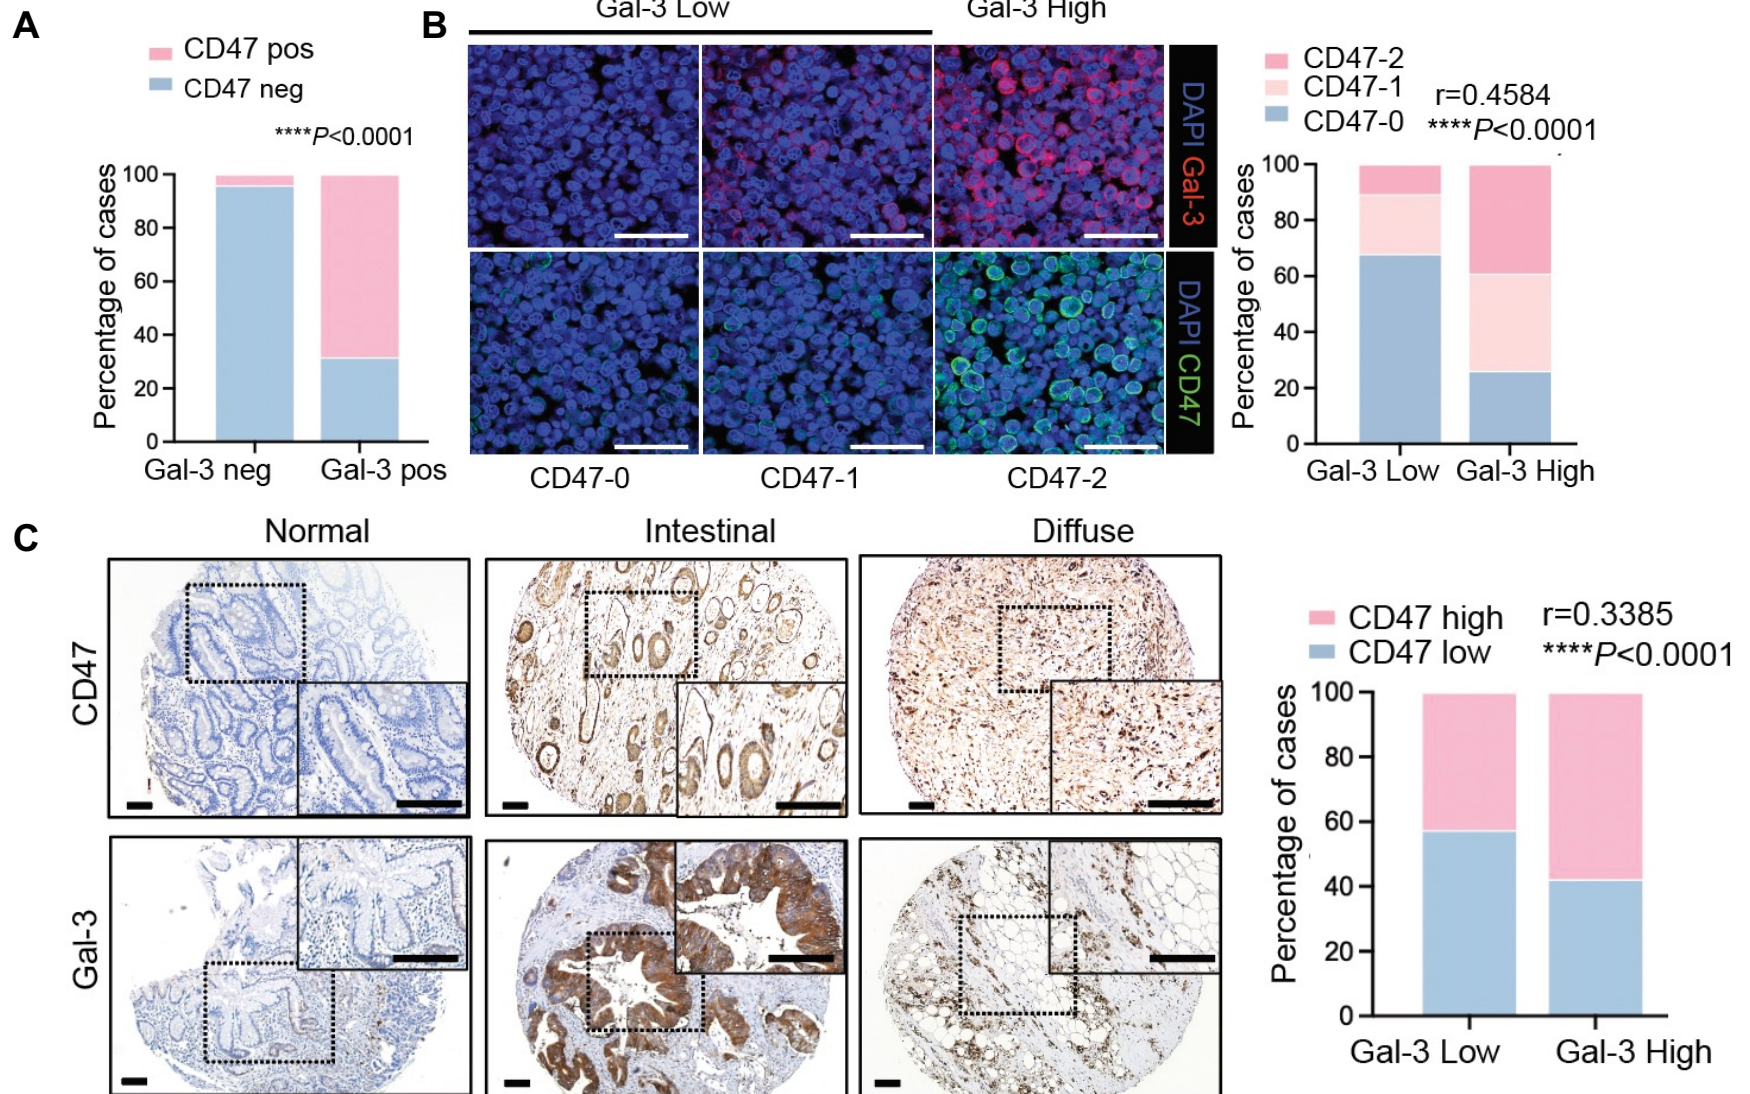 A
CD47 pos
CD47 neg
****P<0.0001
Percentage of cases
100
80
60
40
20
0
Gal-3 neg
Gal-3 pos
B
Gal-3 Low
Gal-3 High
DAPI Gal-3
DAPI CD47
CD47-0
CD47-1
CD47-2
CD47-2
CD47-1
CD47-0
r=0.4584
****P<0.0001
Percentage of cases
100
80
60
40
20
0
Gal-3 Low
Gal-3 High
C
Normal
Intestinal
Diffuse
CD47
Gal-3
CD47 high
CD47 low
r=0.3385
****P<0.0001
Percentage of cases
100
80
60
40
20
0
Gal-3 Low
Gal-3 High